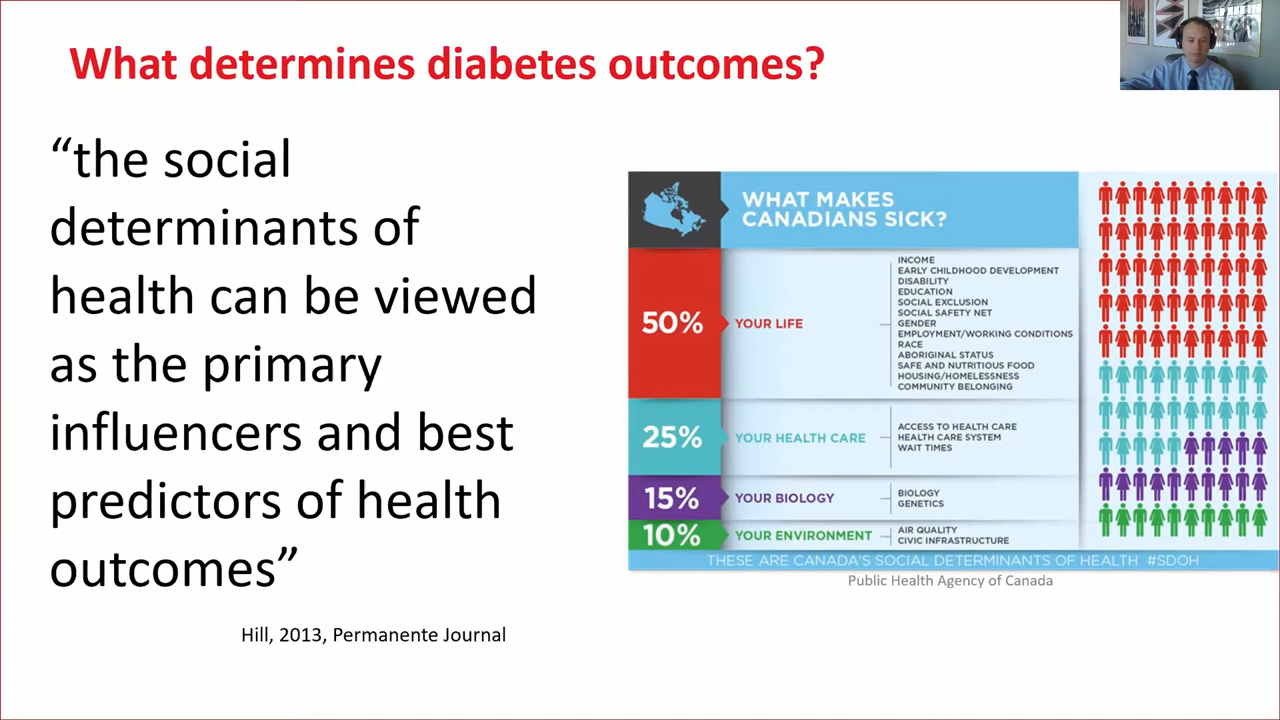 What determines diabetes outcomes?
“the social
determinants of
health can be viewed
as the primary
influencers and best
predictors of health
outcomes”
Hill, 2013, Permanente Journal
WHAT MAKES
CANADIANS SICK?
50%
YOUR LIFE
INCOME
EARLY CHILDHOOD DEVELOPMENT
DISABILITY
EDUCATION
SOCIAL EXCLUSION
SOCIAL SAFETY NET
GENDER
EMPLOYMENT/WORKING CONDITIONS
RACE
ABORIGINAL STATUS
SAFE AND NUTRITIOUS FOOD
HOUSING/HOMELESSNESS
COMMUNITY BELONGING
25%
YOUR HEALTH CARE
ACCESS TO HEALTH CARE
HEALTH CARE SYSTEM
WAIT TIMES
15%
YOUR BIOLOGY
BIOLOGY
GENETICS
10%
YOUR ENVIRONMENT
AIR QUALITY
CIVIC INFRASTRUCTURE
THESE ARE CANADA'S SOCIAL DETERMINANTS OF HEALTH #SDOH
Public Health Agency of Canada